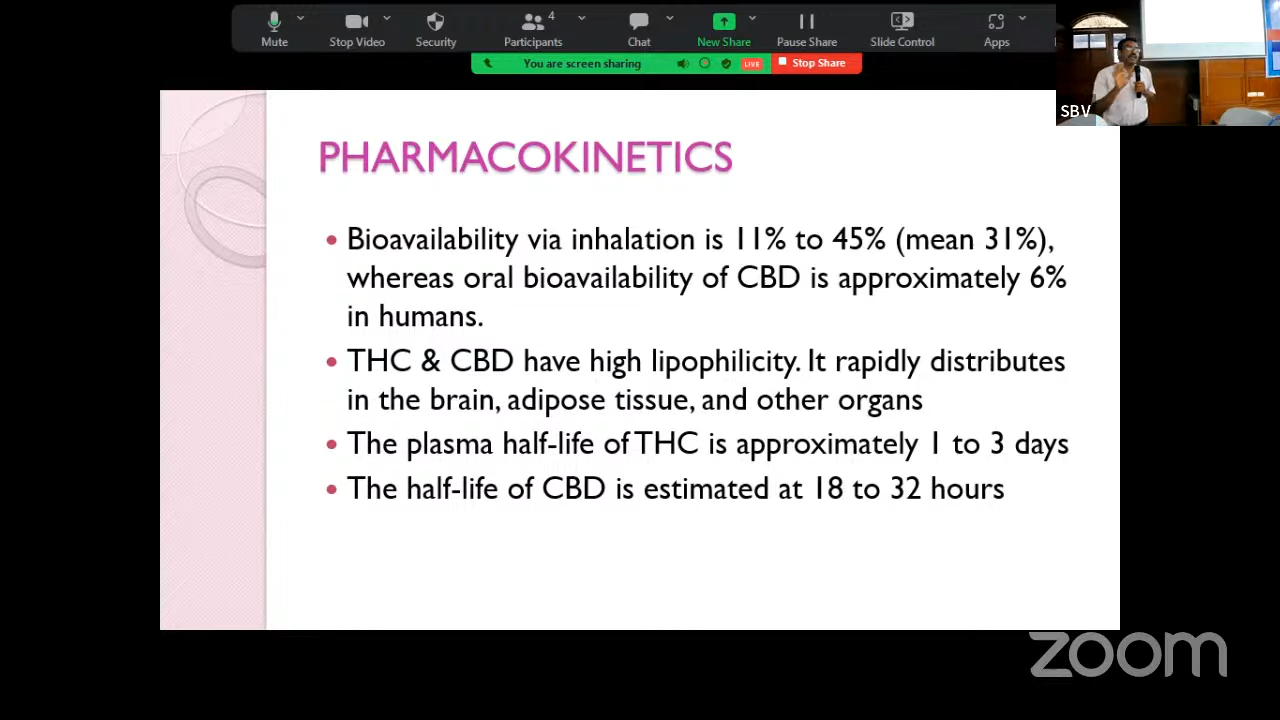 4
Mute
Stop Video
Security
Participants
Chat
New Share
Pause Share
Slide Control
Apps
You are screen sharing
LIVE
Stop Share
SBV
PHARMACOKINETICS
• Bioavailability via inhalation is 11% to 45% (mean 31%),
whereas oral bioavailability of CBD is approximately 6%
in humans.
• THC & CBD have high lipophilicity. It rapidly distributes
in the brain, adipose tissue, and other organs
• The plasma half-life of THC is approximately 1 to 3 days
• The half-life of CBD is estimated at 18 to 32 hours
zoom